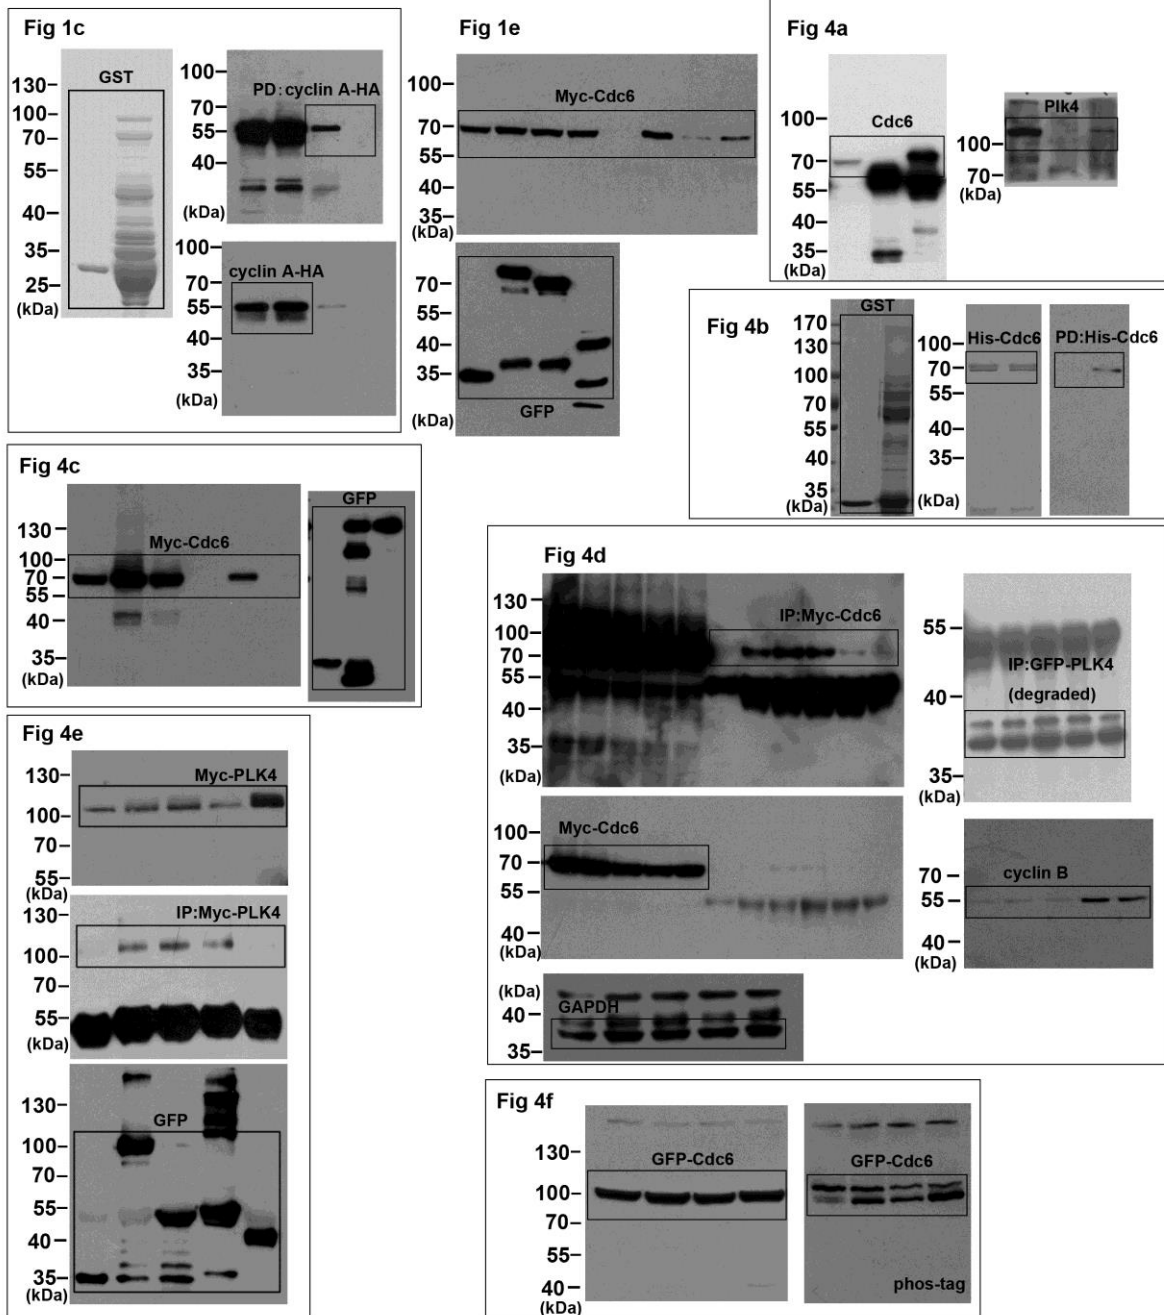 Fig 1c
130
100
70
55
40
35
25
(kDa)
GST
100
70
55
40
(kDa)
PD:cyclin A-HA
100
70
55
40
35
(kDa)
cyclin A-HA
Fig 1e
100
70
55
40
35
(kDa)
Myc-Cdc6
70
55
40
35
(kDa)
GFP
Fig 4a
100
70
55
40
35
(kDa)
Cdc6
100
70
(kDa)
Plk4
Fig 4b
170
130
100
70
55
40
35
(kDa)
GST
100
70
55
40
35
(kDa)
His-Cdc6
PD:His-Cdc6
Fig 4c
130
100
70
55
40
35
(kDa)
Myc-Cdc6
GFP
Fig 4d
130
100
70
55
40
35
(kDa)
IP:Myc-Cdc6
55
40
35
(kDa)
IP:GFP-PLK4
(degraded)
100
70
55
40
(kDa)
Myc-Cdc6
70
55
40
(kDa)
cyclin B
(kDa)
40
35
GAPDH
Fig 4e
130
100
70
55
(kDa)
Myc-PLK4
130
100
70
55
(kDa)
IP:Myc-PLK4
130
100
70
55
40
35
(kDa)
GFP
Fig 4f
130
100
70
55
40
(kDa)
GFP-Cdc6
GFP-Cdc6
phos-tag